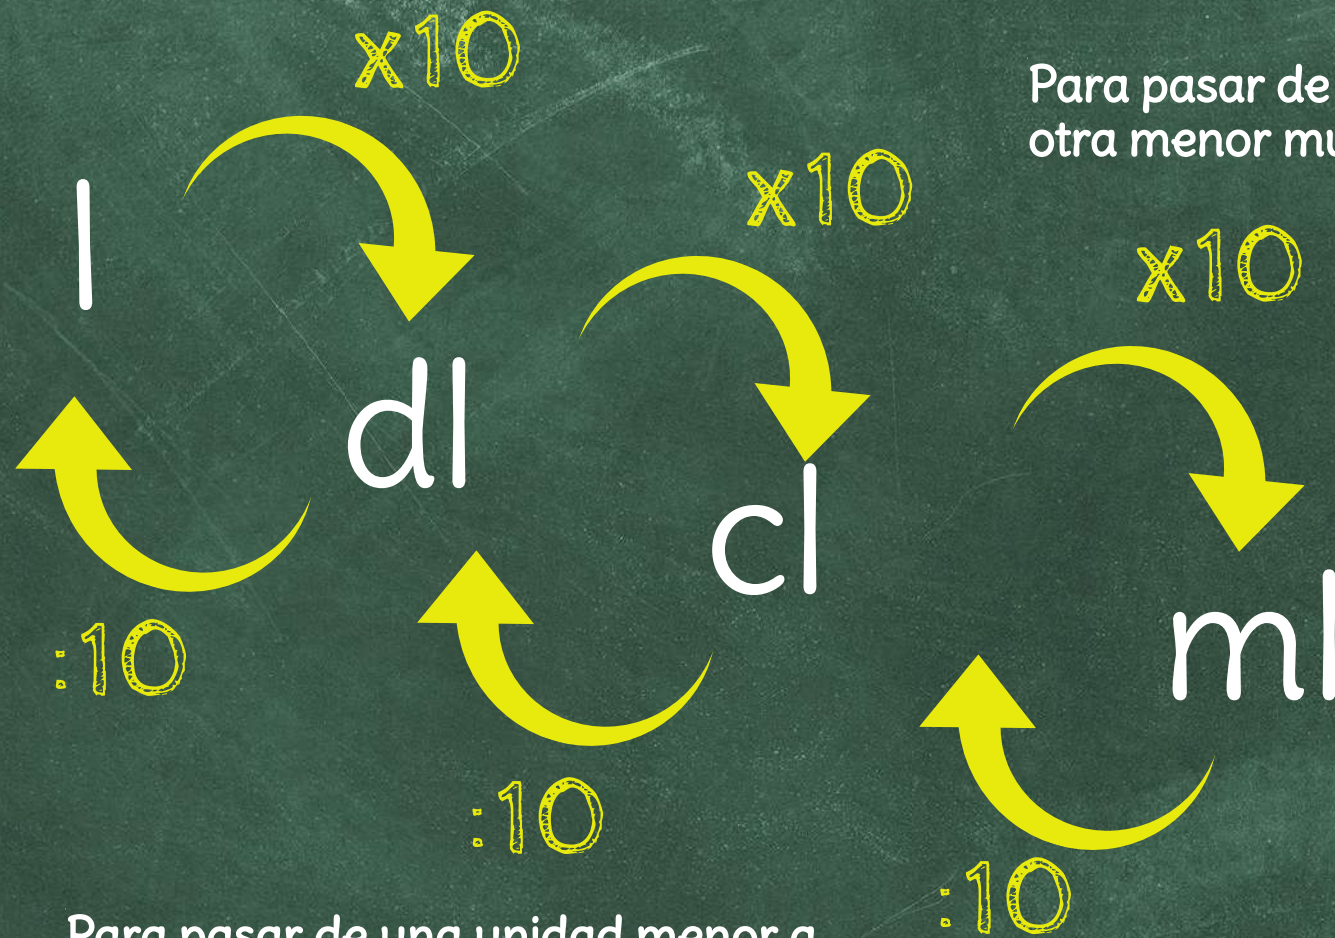 x10
Para pasar de
otra menor
x10
l
x10
dl
cl
:10
ml
:10
:10
Para pasar de una unidad menor a